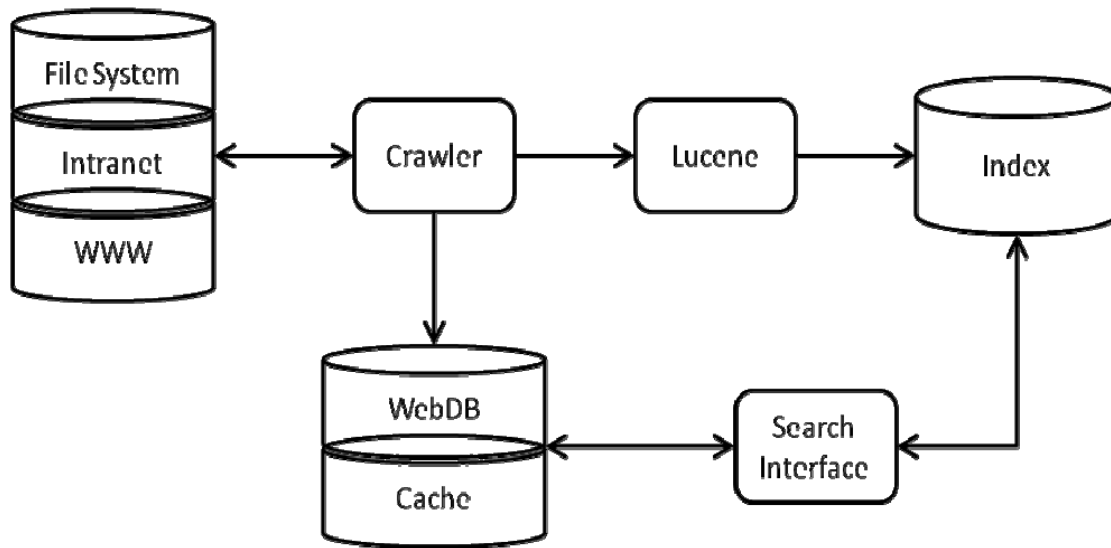 File System
Intranet
WWW
Crawler
Lucene
Index
WebDB
Cache
Search
Interface